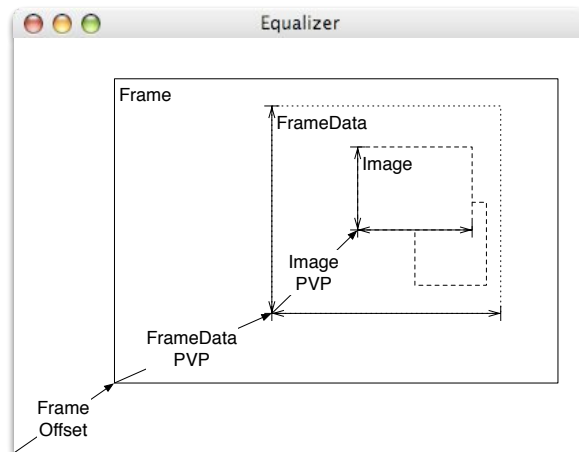 Equalizer
Frame
FrameData
Image
Image
PVP
FrameData
PVP
Frame
Offset